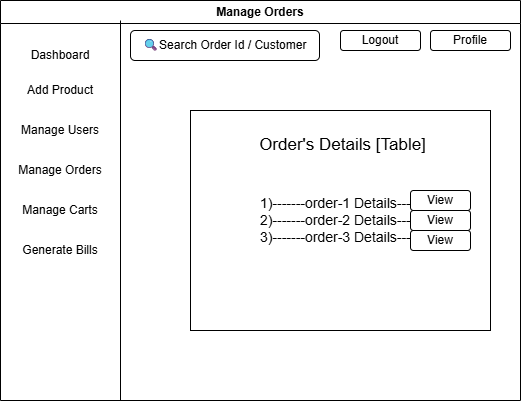 Manage Orders
🔍Search Order Id / Customer
Logout
Profile
Dashboard
Add Product
Manage Users
Manage Orders
Manage Carts
Generate Bills
Order's Details [Table]
1)-------order-1 Details---
View
2)-------order-2 Details---
View
3)-------order-3 Details---
View